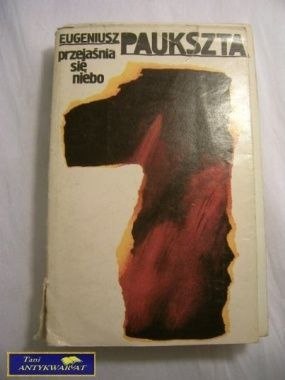 EUGENIUSZ PAUKSZTA
przejaśnia
się
niebo
Tani
ANTYKWARIAT